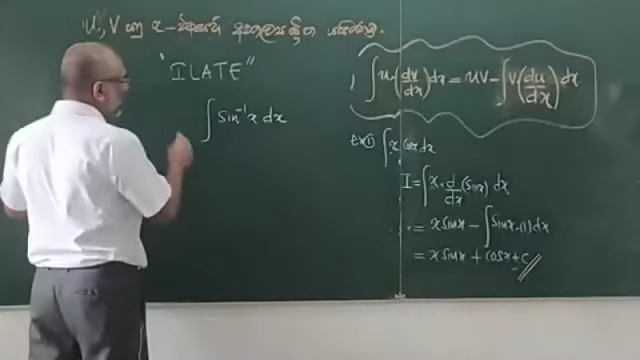 U, V යනු x -
"ILATE"
∫ sin⁻¹x dx
1) ∫ u (dv/dx) dx = uv - ∫ v (du/dx) dx
ex① ∫ x cosx dx
I = ∫ x. d/dx (sinx) dx
= x sinx - ∫ sinx.(1) dx
= x sinx + cosx + c //